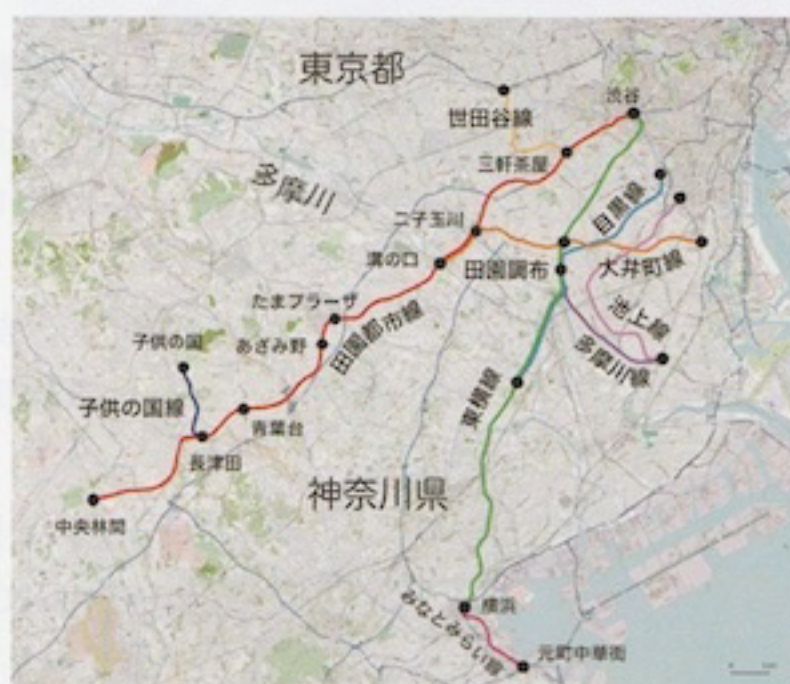 東京都
渋谷
世田谷線
三軒茶屋
多摩川
目黒線
二子玉川
溝の口
田園調布
大井町線
たまプラーザ
池上線
田園都市線
子供の国
あざみ野
多摩川線
東横線
子供の国線
青葉台
長津田
神奈川県
中央林間
みなとみらい線
横浜
元町中華街